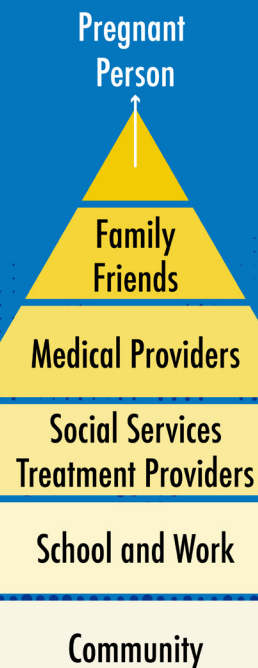 Pregnant
Person
Family
Friends
Medical Providers
Social Services
Treatment Providers
School and Work
Community